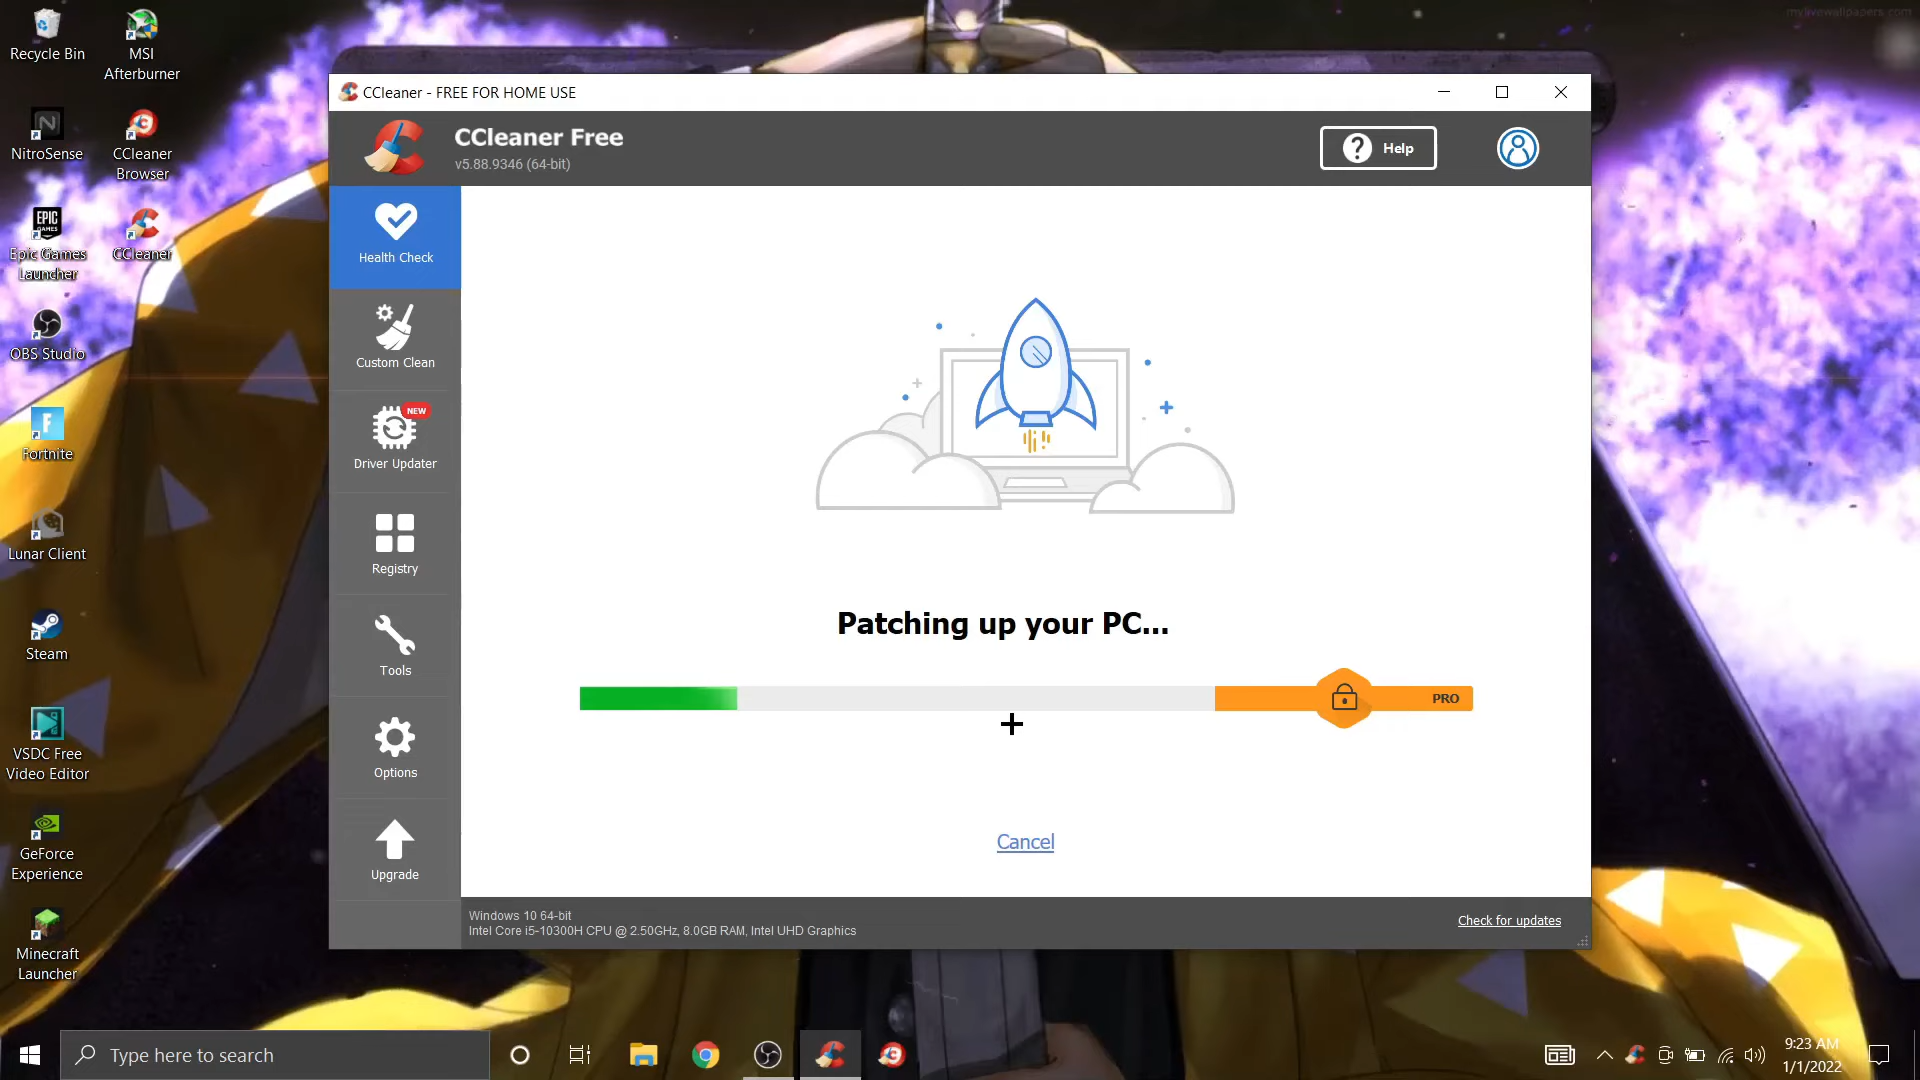 mylivewallpapers.com
Recycle Bin
MSI
Afterburner
NitroSense
CCleaner
Browser
EPIC
GAMES
Epic Games
Launcher
CCleaner
OBS Studio
Fortnite
Lunar Client
Steam
VSDC Free
Video Editor
GeForce
Experience
Minecraft
Launcher
CCleaner - FREE FOR HOME USE
CCleaner Free
v5.88.9346 (64-bit)
Help
Health Check
Custom Clean
NEW
Driver Updater
Registry
Tools
Options
Upgrade
Patching up your PC...
PRO
Cancel
Windows 10 64-bit
Intel Core i5-10300H CPU @ 2.50GHz, 8.0GB RAM, Intel UHD Graphics
Check for updates
Type here to search
9:23 AM
1/1/2022